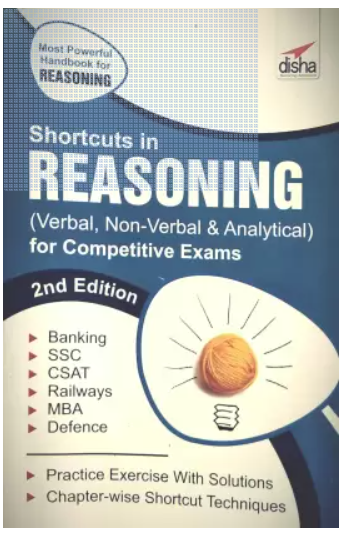 Most Powerful
Handbook for
REASONING
disha
Shortcuts in
REASONING
(Verbal, Non-Verbal & Analytical)
for Competitive Exams
2nd Edition
► Banking
► SSC
► CSAT
► Railways
► MBA
► Defence
► Practice Exercise With Solutions
► Chapter-wise Shortcut Techniques